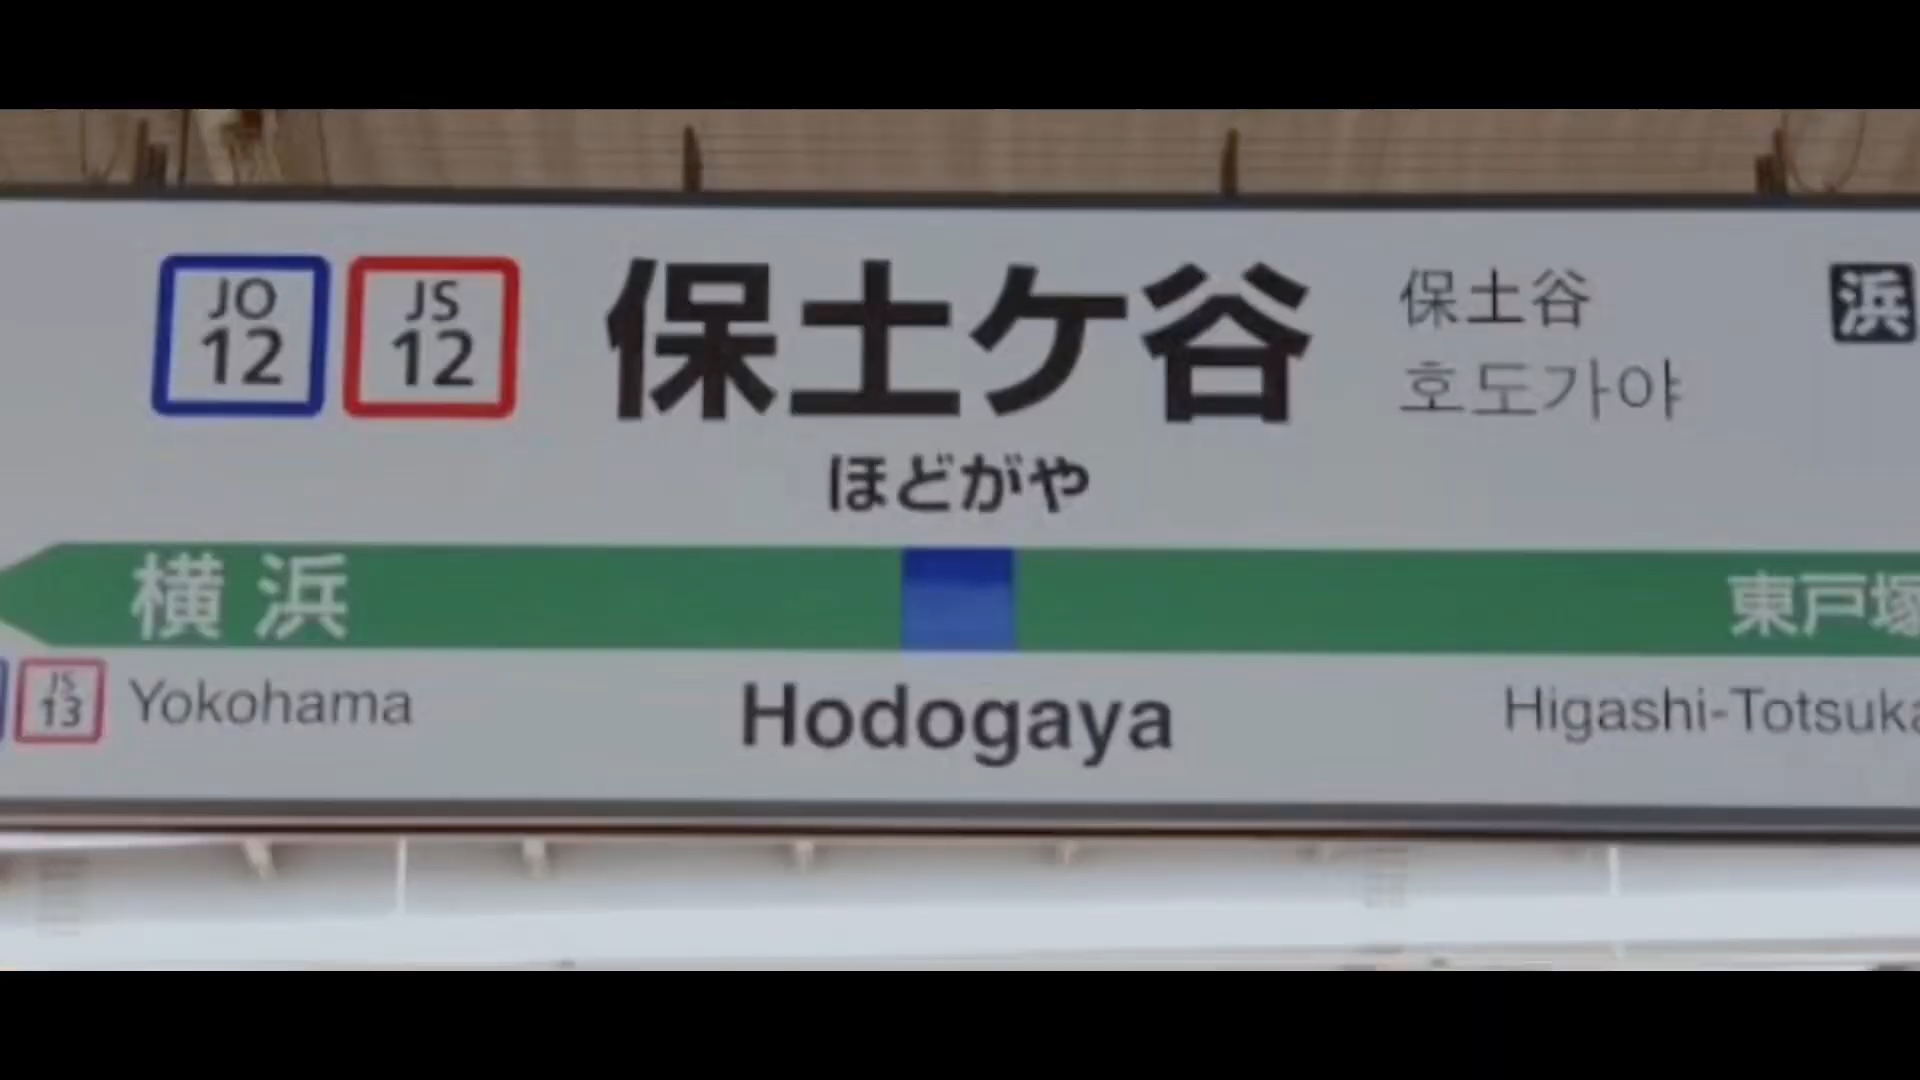 JO 12
JS 12
保土ケ谷
保土谷
호도가야
浜
ほどがや
横浜
東戸塚
JS 13
Yokohama
Hodogaya
Higashi-Totsuka